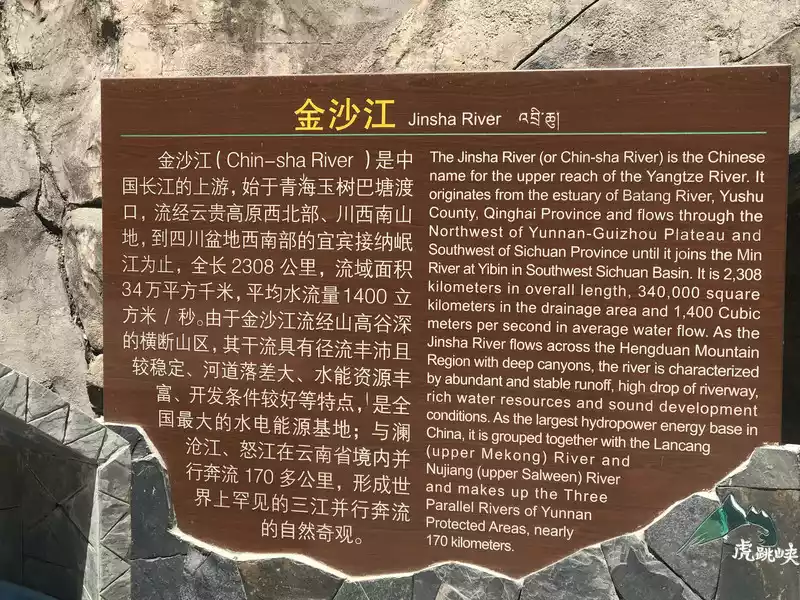 金沙江 Jinsha River འབྲི་ཆུ།
金沙江（Chin-sha River ）是中
国长江的上游，始于青海玉树巴塘渡
口，流经云贵高原西北部、川西南山
地，到四川盆地西南部的宜宾接纳岷
江为止，全长2308公里，流域面积
34万平方千米，平均水流量1400 立
方米 / 秒。由于金沙江流经山高谷深
的横断山区，其干流具有径流丰沛且
较稳定、河道落差大、水能资源丰
富、开发条件较好等特点，是全
国最大的水电能源基地；与澜
沧江、怒江在云南省境内并
行奔流 170 多公里，形成世
界上罕见的三江并行奔流
的自然奇观。
The Jinsha River (or Chin-sha River) is the Chinese
name for the upper reach of the Yangtze River. It
originates from the estuary of Batang River, Yushu
County, Qinghai Province and flows through the
Northwest of Yunnan-Guizhou Plateau and
Southwest of Sichuan Province until it joins the Min
River at Yibin in Southwest Sichuan Basin. It is 2,308
kilometers in overall length, 340,000 square
kilometers in the drainage area and 1,400 Cubic
meters per second in average water flow. As the
Jinsha River flows across the Hengduan Mountain
Region with deep canyons, the river is characterized
by abundant and stable runoff, high drop of riverway,
rich water resources and sound development
conditions. As the largest hydropower energy base in
China, it is grouped together with the Lancang
(upper Mekong) River and
Nujiang (upper Salween) River
and makes up the Three
Parallel Rivers of Yunnan
Protected Areas, nearly
170 kilometers.
虎跳峡